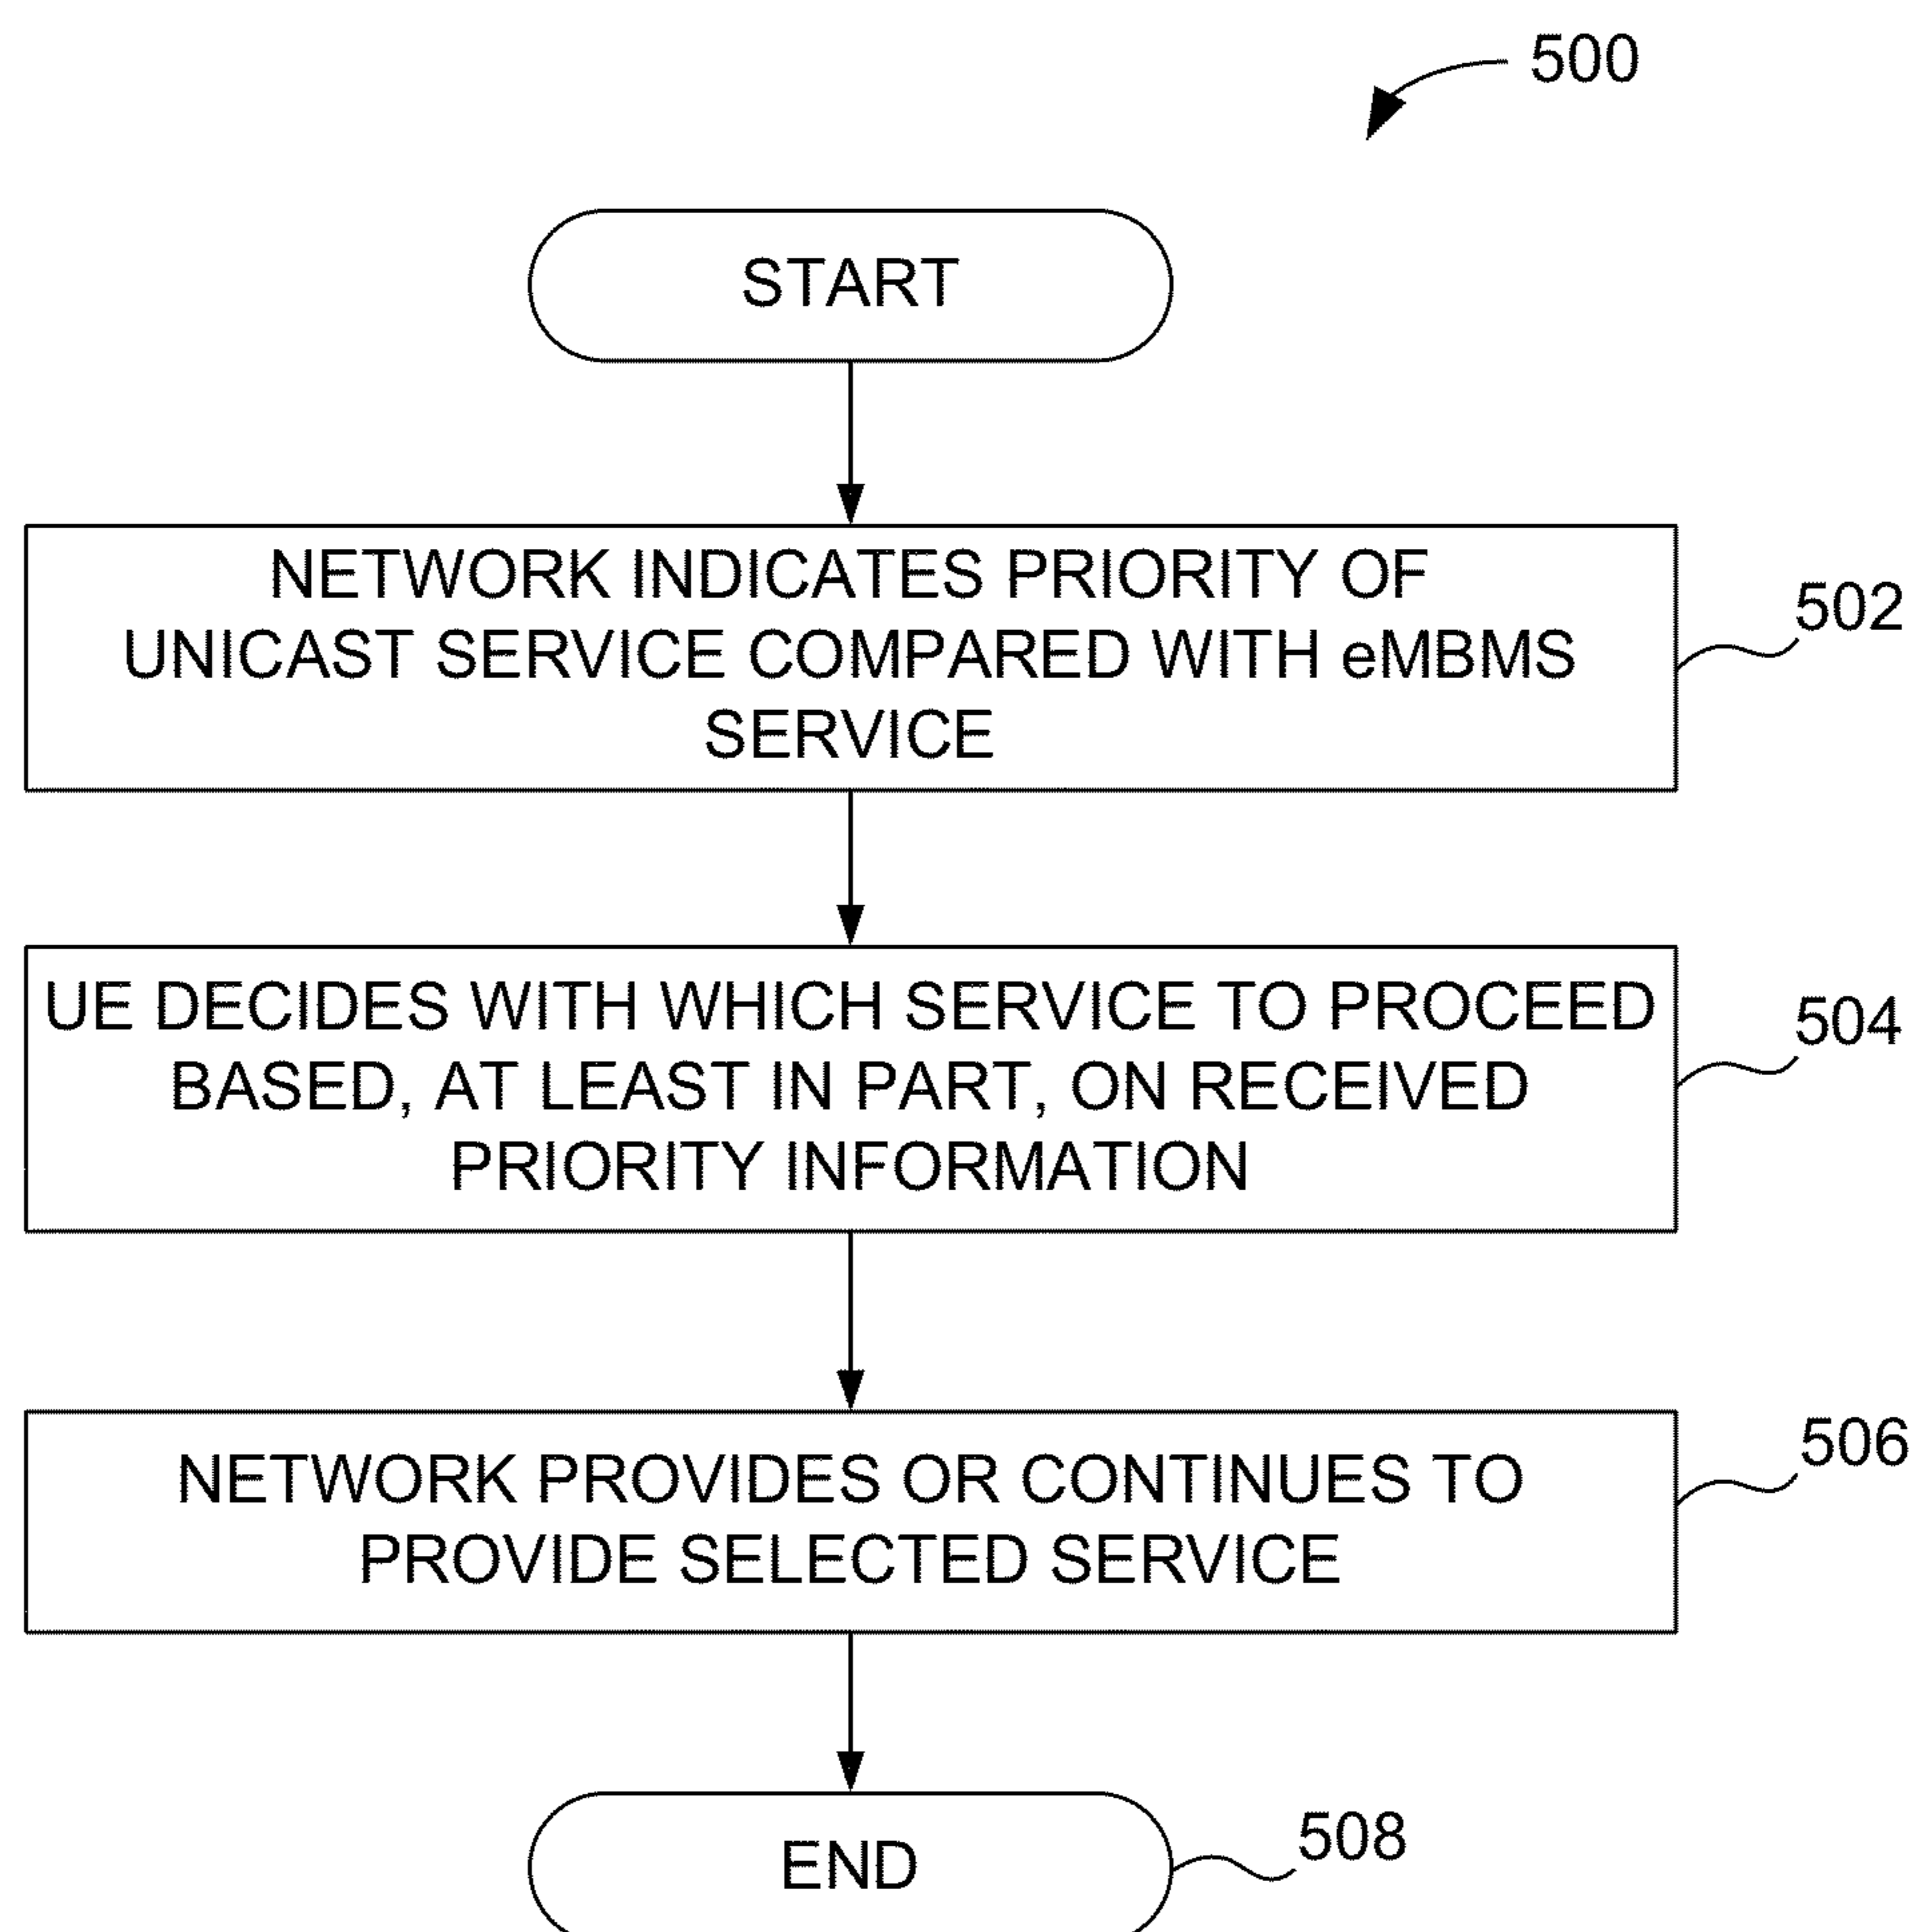 500
START
NETWORK INDICATES PRIORITY OF
UNICAST SERVICE COMPARED WITH eMBMS
SERVICE
502
UE DECIDES WITH WHICH SERVICE TO PROCEED
BASED, AT LEAST IN PART, ON RECEIVED
PRIORITY INFORMATION
504
NETWORK PROVIDES OR CONTINUES TO
PROVIDE SELECTED SERVICE
506
END
508